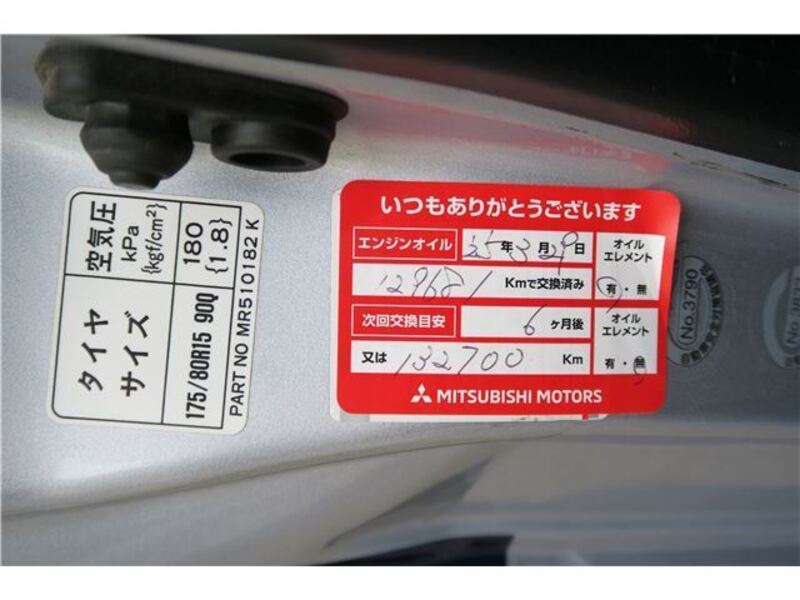 空気圧
kPa
{kgf/cm²}
180
{1.8}
タイヤ
サイズ
175/80R15 90Q
PART NO MR510182 K
いつもありがとうございます
エンジンオイル 25年 3月 29日 オイル
エレメント
129681 Kmで交換済み 有・無
次回交換目安 6ヶ月後 オイル
エレメント
又は 132700 Km 有・無
MITSUBISHI MOTORS
No.3790